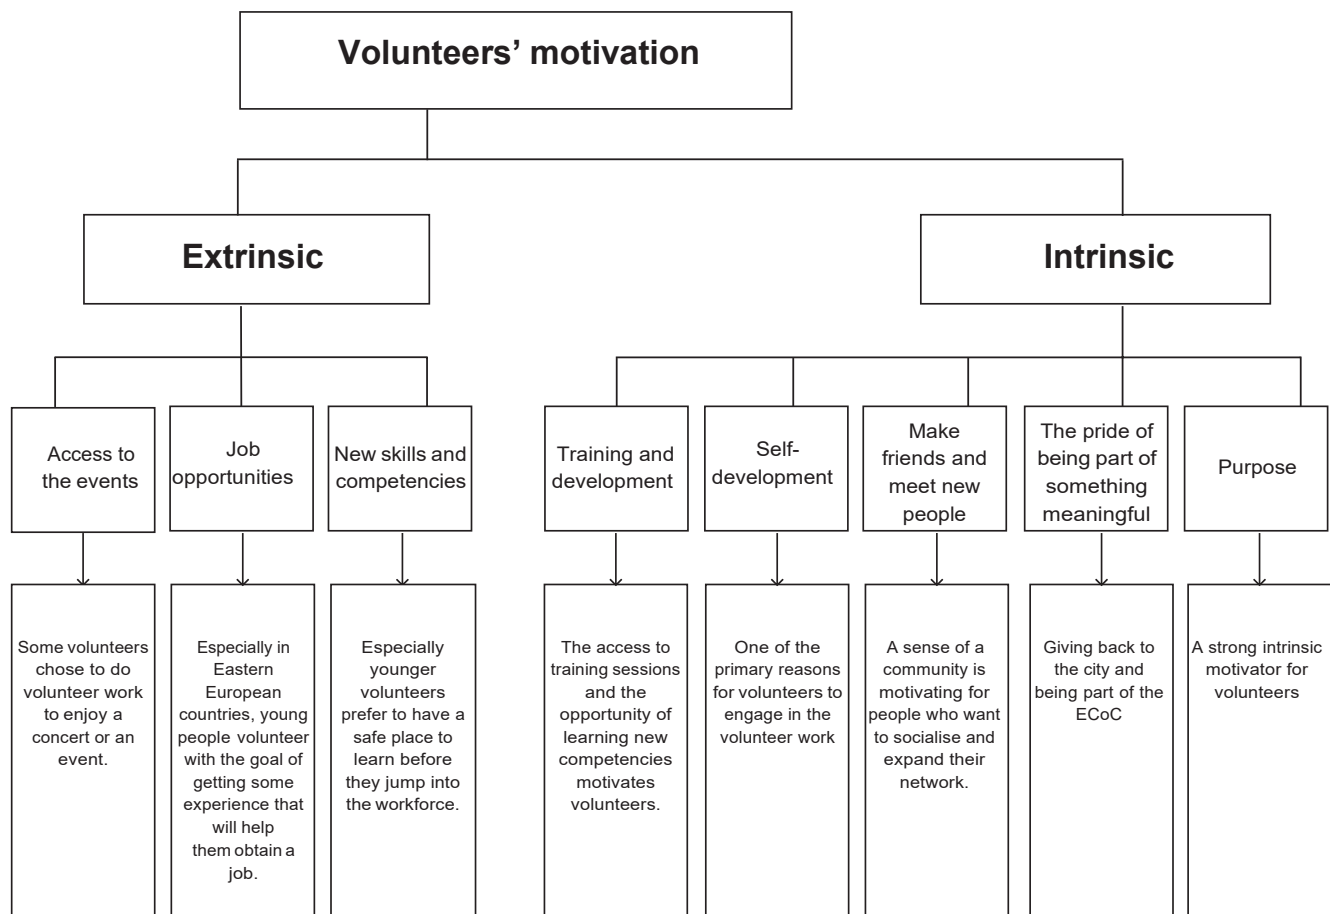 Volunteers’ motivation
Extrinsic
Intrinsic
Access to
the events
Job
opportunities
New skills and
competencies
Training and
development
Self-
development
Make
friends and
meet new
people
The pride of
being part of
something
meaningful
Purpose
Some volunteers
chose to do
volunteer work
to enjoy a
concert or an
event.
Especially in
Eastern
European
countries, young
people volunteer
with the goal of
getting some
experience that
will help
them obtain a
job.
Especially
younger
volunteers
prefer to have a
safe place to
learn before
they jump into
the workforce.
The access to
training sessions
and the
opportunity of
learning new
competencies
motivates
volunteers.
One of the
primary reasons
for volunteers to
engage in the
volunteer work
A sense of a
community is
motivating for
people who want
to socialise and
expand their
network.
Giving back to
the city and
being part of the
ECoC
A strong intrinsic
motivator for
volunteers